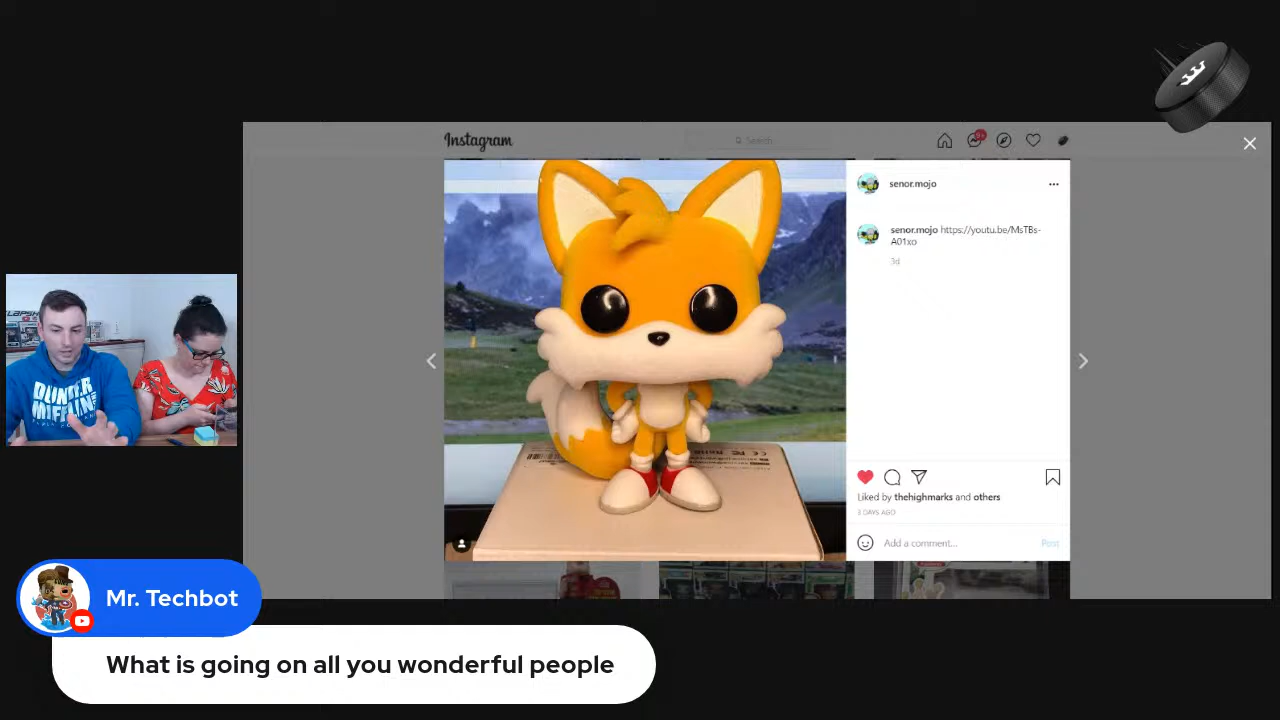 Instagram
Search
senor.mojo
senor.mojo https://youtu.be/MsTBs-
A01xo
3d
Liked by thehighmarks and others
3 DAYS AGO
Add a comment...
Post
DUNDER
MIFFLIN
Mr. Techbot
What is going on all you wonderful people